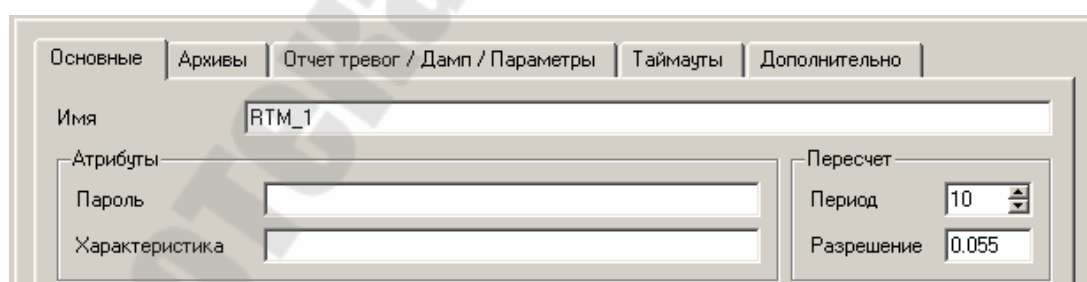 Основные Архивы Отчет тревог / Дамп / Параметры Таймауты Дополнительно
Имя RTM_1
Атрибуты Пересчет
Пароль Период 10
Характеристика Разрешение 0.055